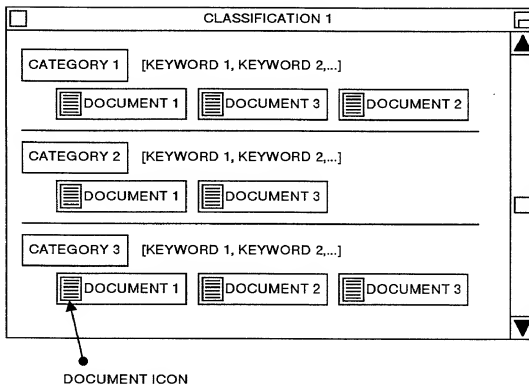 CLASSIFICATION 1
CATEGORY 1 [KEYWORD 1, KEYWORD 2,...]
DOCUMENT 1 DOCUMENT 3 DOCUMENT 2
CATEGORY 2 [KEYWORD 1, KEYWORD 2,...]
DOCUMENT 1 DOCUMENT 3
CATEGORY 3 [KEYWORD 1, KEYWORD 2,...]
DOCUMENT 1 DOCUMENT 2 DOCUMENT 3
DOCUMENT ICON